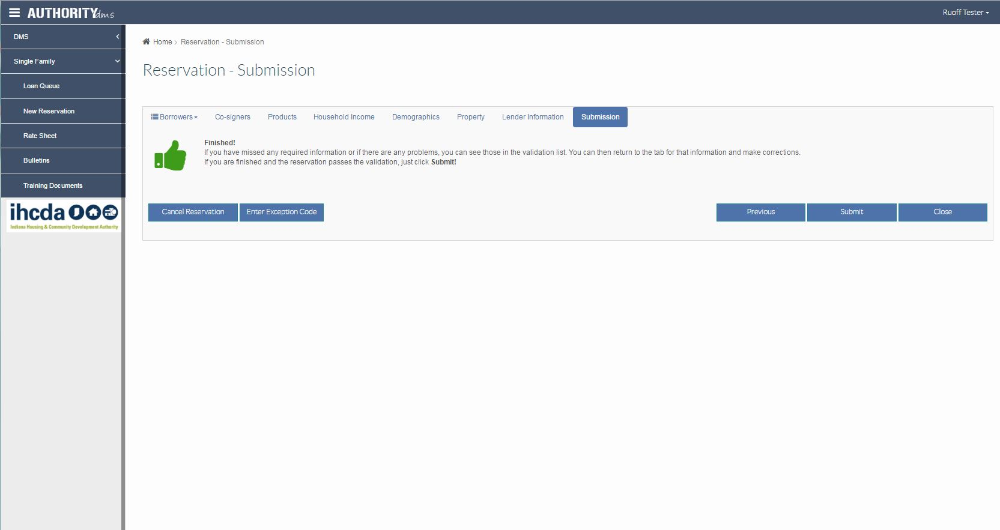 AUTHORITYdms
Ruoff Tester
DMS
Single Family
Loan Queue
New Reservation
Rate Sheet
Bulletins
Training Documents
ihcda
Indiana Housing & Community Development Authority
Home > Reservation - Submission
Reservation - Submission
Borrowers Co-signers Products Household Income Demographics Property Lender Information Submission
Finished!
If you have missed any required information or if there are any problems, you can see those in the validation list. You can then return to the tab for that information and make corrections.
If you are finished and the reservation passes the validation, just click Submit!
Cancel Reservation Enter Exception Code Previous Submit Close